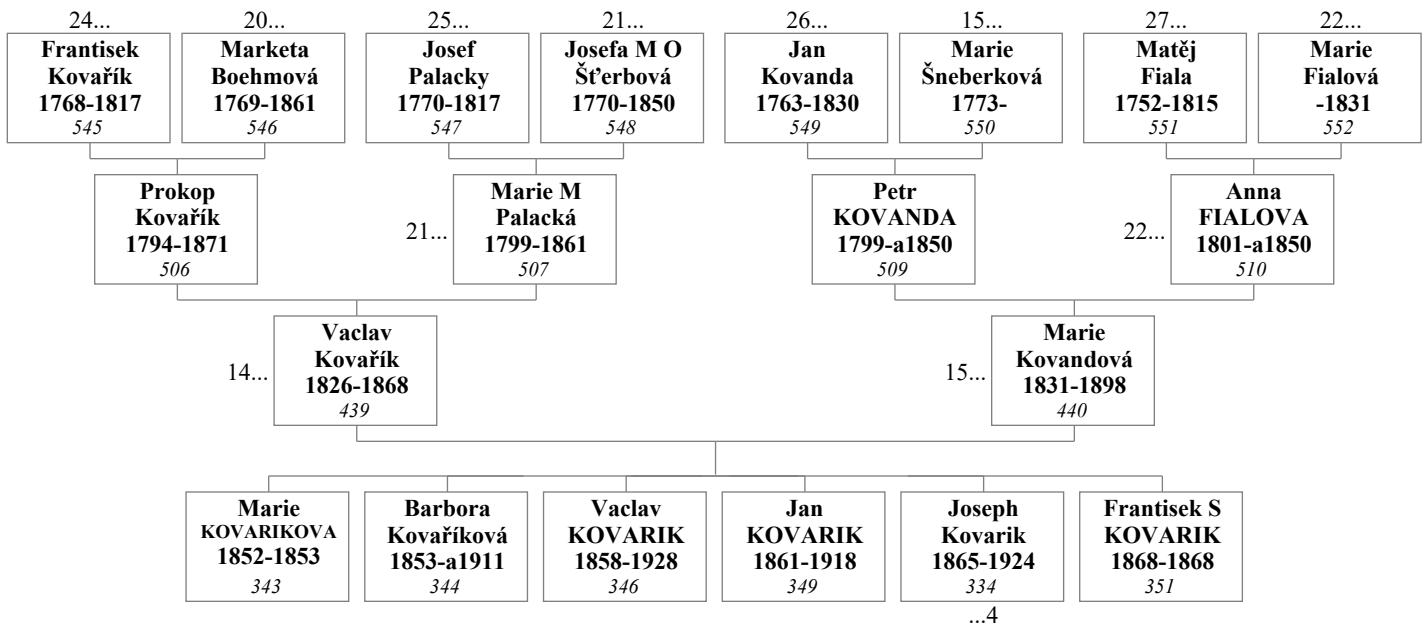 24...
20...
25...
21...
26...
15...
27...
22...
Frantisek
Kovařík
1768-1817
545
Marketa
Boehmová
1769-1861
546
Josef
Palacky
1770-1817
547
Josefa M O
Šťerbová
1770-1850
548
Jan
Kovanda
1763-1830
549
Marie
Šneberková
1773-
550
Matěj
Fiala
1752-1815
551
Marie
Fialová
-1831
552
Prokop
Kovařík
1794-1871
506
21...
Marie M
Palacká
1799-1861
507
Petr
KOVANDA
1799-a1850
509
22...
Anna
FIALOVA
1801-a1850
510
14...
Vaclav
Kovařík
1826-1868
439
15...
Marie
Kovandová
1831-1898
440
Marie
KOVARIKOVA
1852-1853
343
Barbora
Kovaříková
1853-a1911
344
Vaclav
KOVARIK
1858-1928
346
Jan
KOVARIK
1861-1918
349
Joseph
Kovarik
1865-1924
334
Frantisek S
KOVARIK
1868-1868
351
...4